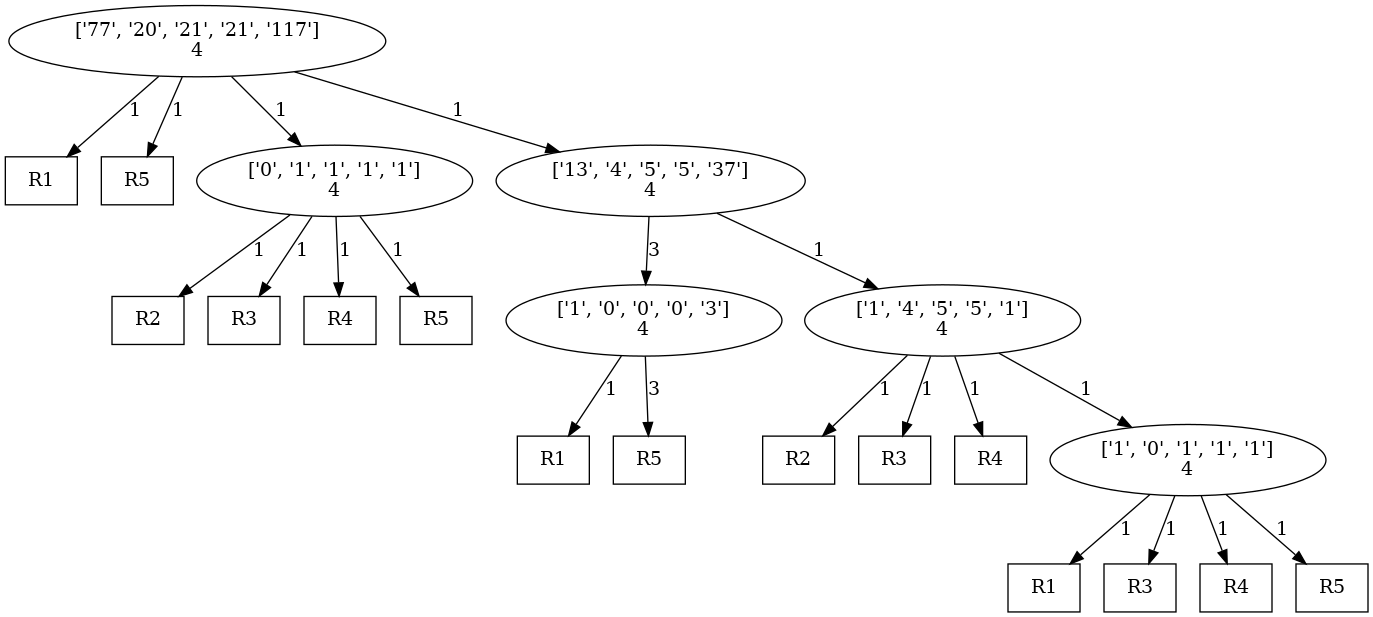 ['77', '20', '21', '21', '117']
4
1
1
1
1
R1
R5
['0', '1', '1', '1', '1']
4
['13', '4', '5', '5', '37']
4
1
1
1
1
3
1
R2
R3
R4
R5
['1', '0', '0', '0', '3']
4
['1', '4', '5', '5', '1']
4
1
3
1
1
1
1
R1
R5
R2
R3
R4
['1', '0', '1', '1', '1']
4
1
1
1
1
R1
R3
R4
R5